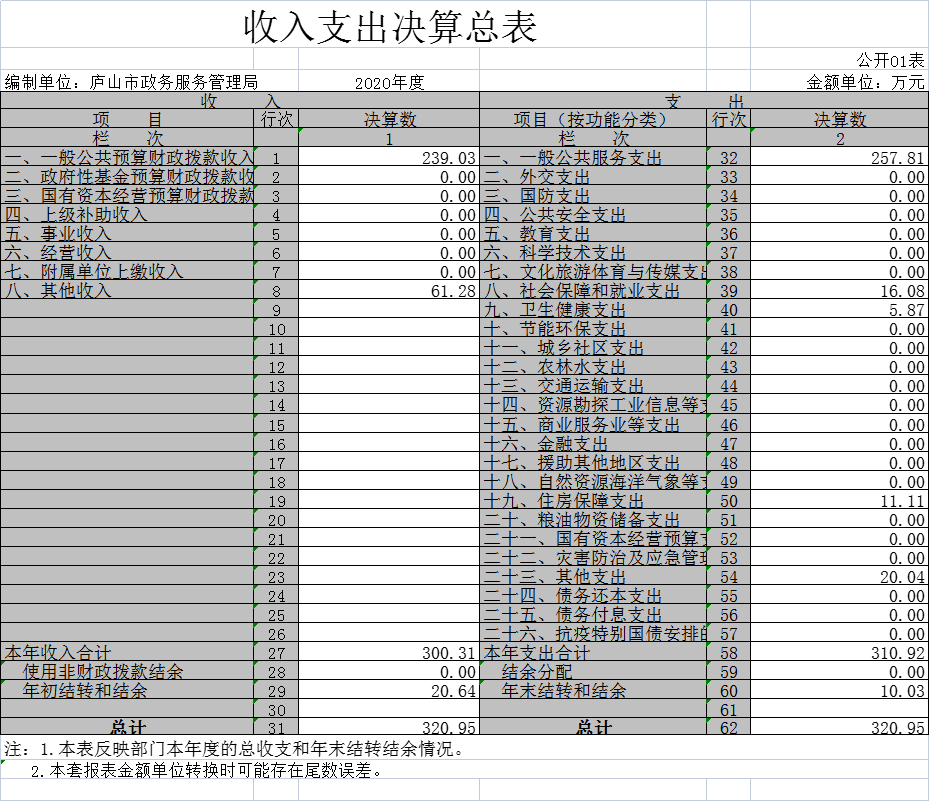 收入支出决算总表
公开01表
编制单位：庐山市政务服务管理局 2020年度 金额单位：万元
收 入 支 出
项 目 行次 决算数 项目（按功能分类） 行次 决算数
栏 次 1 栏 次 2
一、一般公共预算财政拨款收入 1 239.03 一、一般公共服务支出 32 257.81
二、政府性基金预算财政拨款收 2 0.00 二、外交支出 33 0.00
三、国有资本经营预算财政拨款 3 0.00 三、国防支出 34 0.00
四、上级补助收入 4 0.00 四、公共安全支出 35 0.00
五、事业收入 5 0.00 五、教育支出 36 0.00
六、经营收入 6 0.00 六、科学技术支出 37 0.00
七、附属单位上缴收入 7 0.00 七、文化旅游体育与传媒支出 38 0.00
八、其他收入 8 61.28 八、社会保障和就业支出 39 16.08
9 九、卫生健康支出 40 5.87
10 十、节能环保支出 41 0.00
11 十一、城乡社区支出 42 0.00
12 十二、农林水支出 43 0.00
13 十三、交通运输支出 44 0.00
14 十四、资源勘探工业信息等支 45 0.00
15 十五、商业服务业等支出 46 0.00
16 十六、金融支出 47 0.00
17 十七、援助其他地区支出 48 0.00
18 十八、自然资源海洋气象等支 49 0.00
19 十九、住房保障支出 50 11.11
20 二十、粮油物资储备支出 51 0.00
21 二十一、国有资本经营预算支 52 0.00
22 二十二、灾害防治及应急管理 53 0.00
23 二十三、其他支出 54 20.04
24 二十四、债务还本支出 55 0.00
25 二十五、债务付息支出 56 0.00
26 二十六、抗疫特别国债安排的 57 0.00
本年收入合计 27 300.31 本年支出合计 58 310.92
使用非财政拨款结余 28 0.00 结余分配 59 0.00
年初结转和结余 29 20.64 年末结转和结余 60 10.03
30 61
总计 31 320.95 总计 62 320.95
注：1.本表反映部门本年度的总收支和年末结转结余情况。
2.本套报表金额单位转换时可能存在尾数误差。